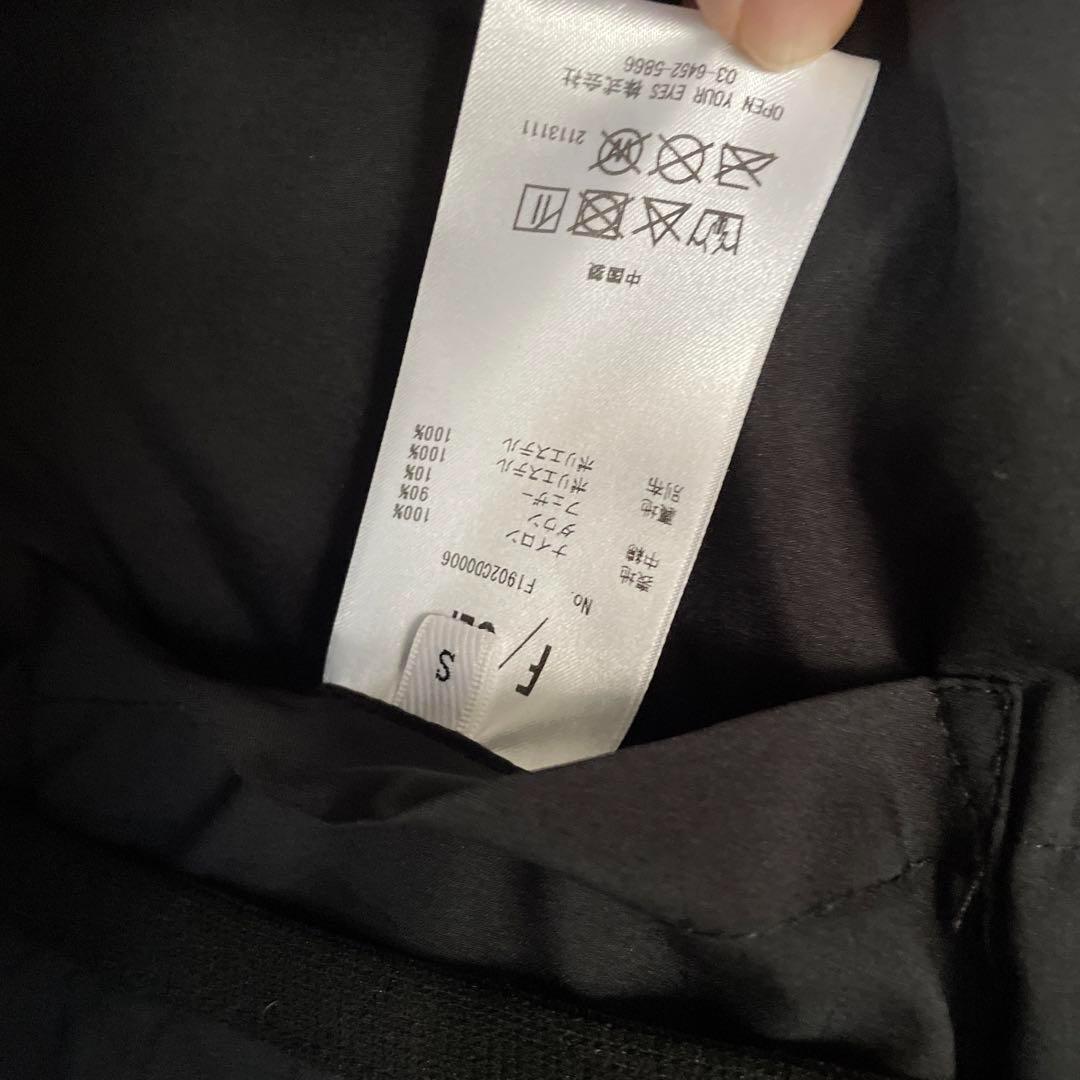 S
F/
No. F1902CD0006
表地 ナイロン 100%
中綿 ダウン 90%
フェザー 10%
裏地 ポリエステル 100%
別布 ポリエステル 100%
中国製
2113111
OPEN YOUR EYES 株式会社
03-6452-5866